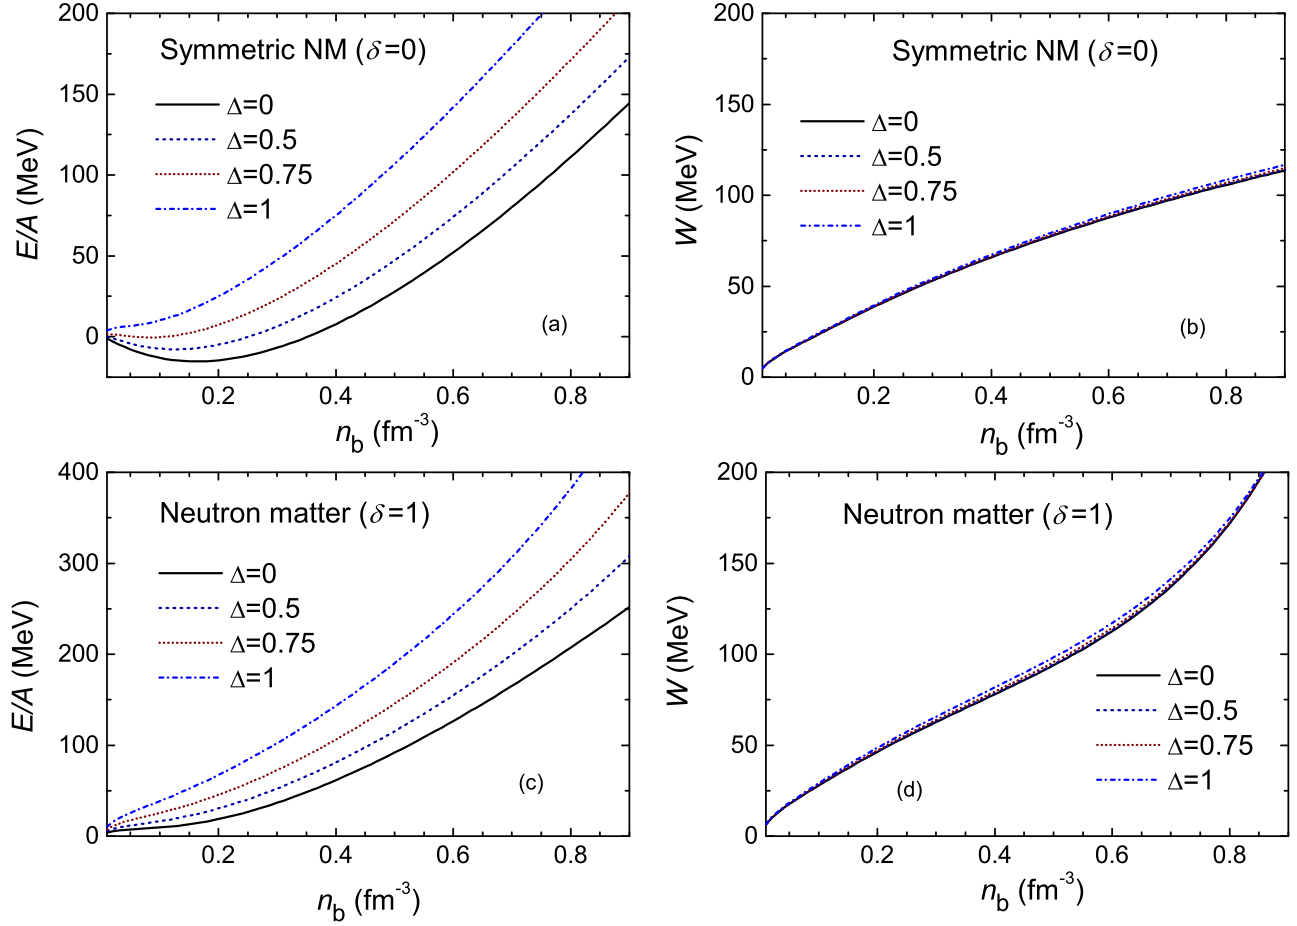 200
150
100
50
0
E/A (MeV)
Symmetric NM (δ=0)
Δ=0
Δ=0.5
Δ=0.75
Δ=1
(a)
0.2 0.4 0.6 0.8
n_b (fm⁻³)
200
150
100
50
0
W (MeV)
Symmetric NM (δ=0)
Δ=0
Δ=0.5
Δ=0.75
Δ=1
(b)
0.2 0.4 0.6 0.8
n_b (fm⁻³)
400
300
200
100
0
E/A (MeV)
Neutron matter (δ=1)
Δ=0
Δ=0.5
Δ=0.75
Δ=1
(c)
0.2 0.4 0.6 0.8
n_b (fm⁻³)
200
150
100
50
0
W (MeV)
Neutron matter (δ=1)
Δ=0
Δ=0.5
Δ=0.75
Δ=1
(d)
0.2 0.4 0.6 0.8
n_b (fm⁻³)